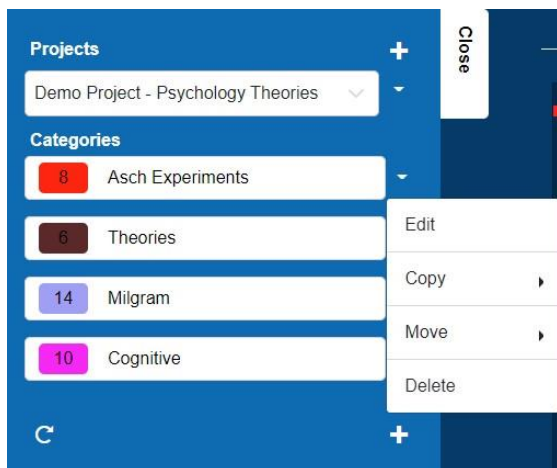 Projects
Close
Demo Project - Psychology Theories
Categories
8 Asch Experiments
6 Theories
14 Milgram
10 Cognitive
Edit
Copy
Move
Delete